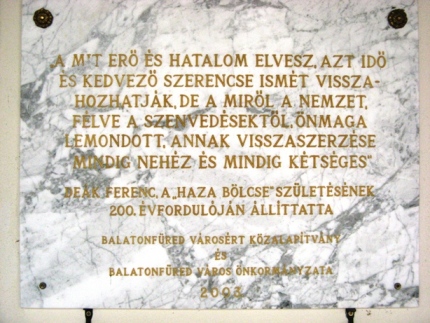 „A MIT ERŐ ÉS HATALOM ELVESZ, AZT IDŐ
ÉS KEDVEZŐ SZERENCSE ISMÉT VISSZA-
HOZHATJÁK, DE A MIRŐL A NEMZET,
FÉLVE A SZENVEDÉSEKTŐL, ÖNMAGA
LEMONDOTT, ANNAK VISSZASZERZÉSE
MINDIG NEHÉZ ÉS MINDIG KÉTSÉGES"
DEÁK FERENC, A „HAZA BÖLCSE" SZÜLETÉSÉNEK
200. ÉVFORDULÓJÁN ÁLLÍTTATTA
BALATONFÜRED VÁROSÉRT KÖZALAPÍTVÁNY
ÉS
BALATONFÜRED VÁROS ÖNKORMÁNYZATA
2003